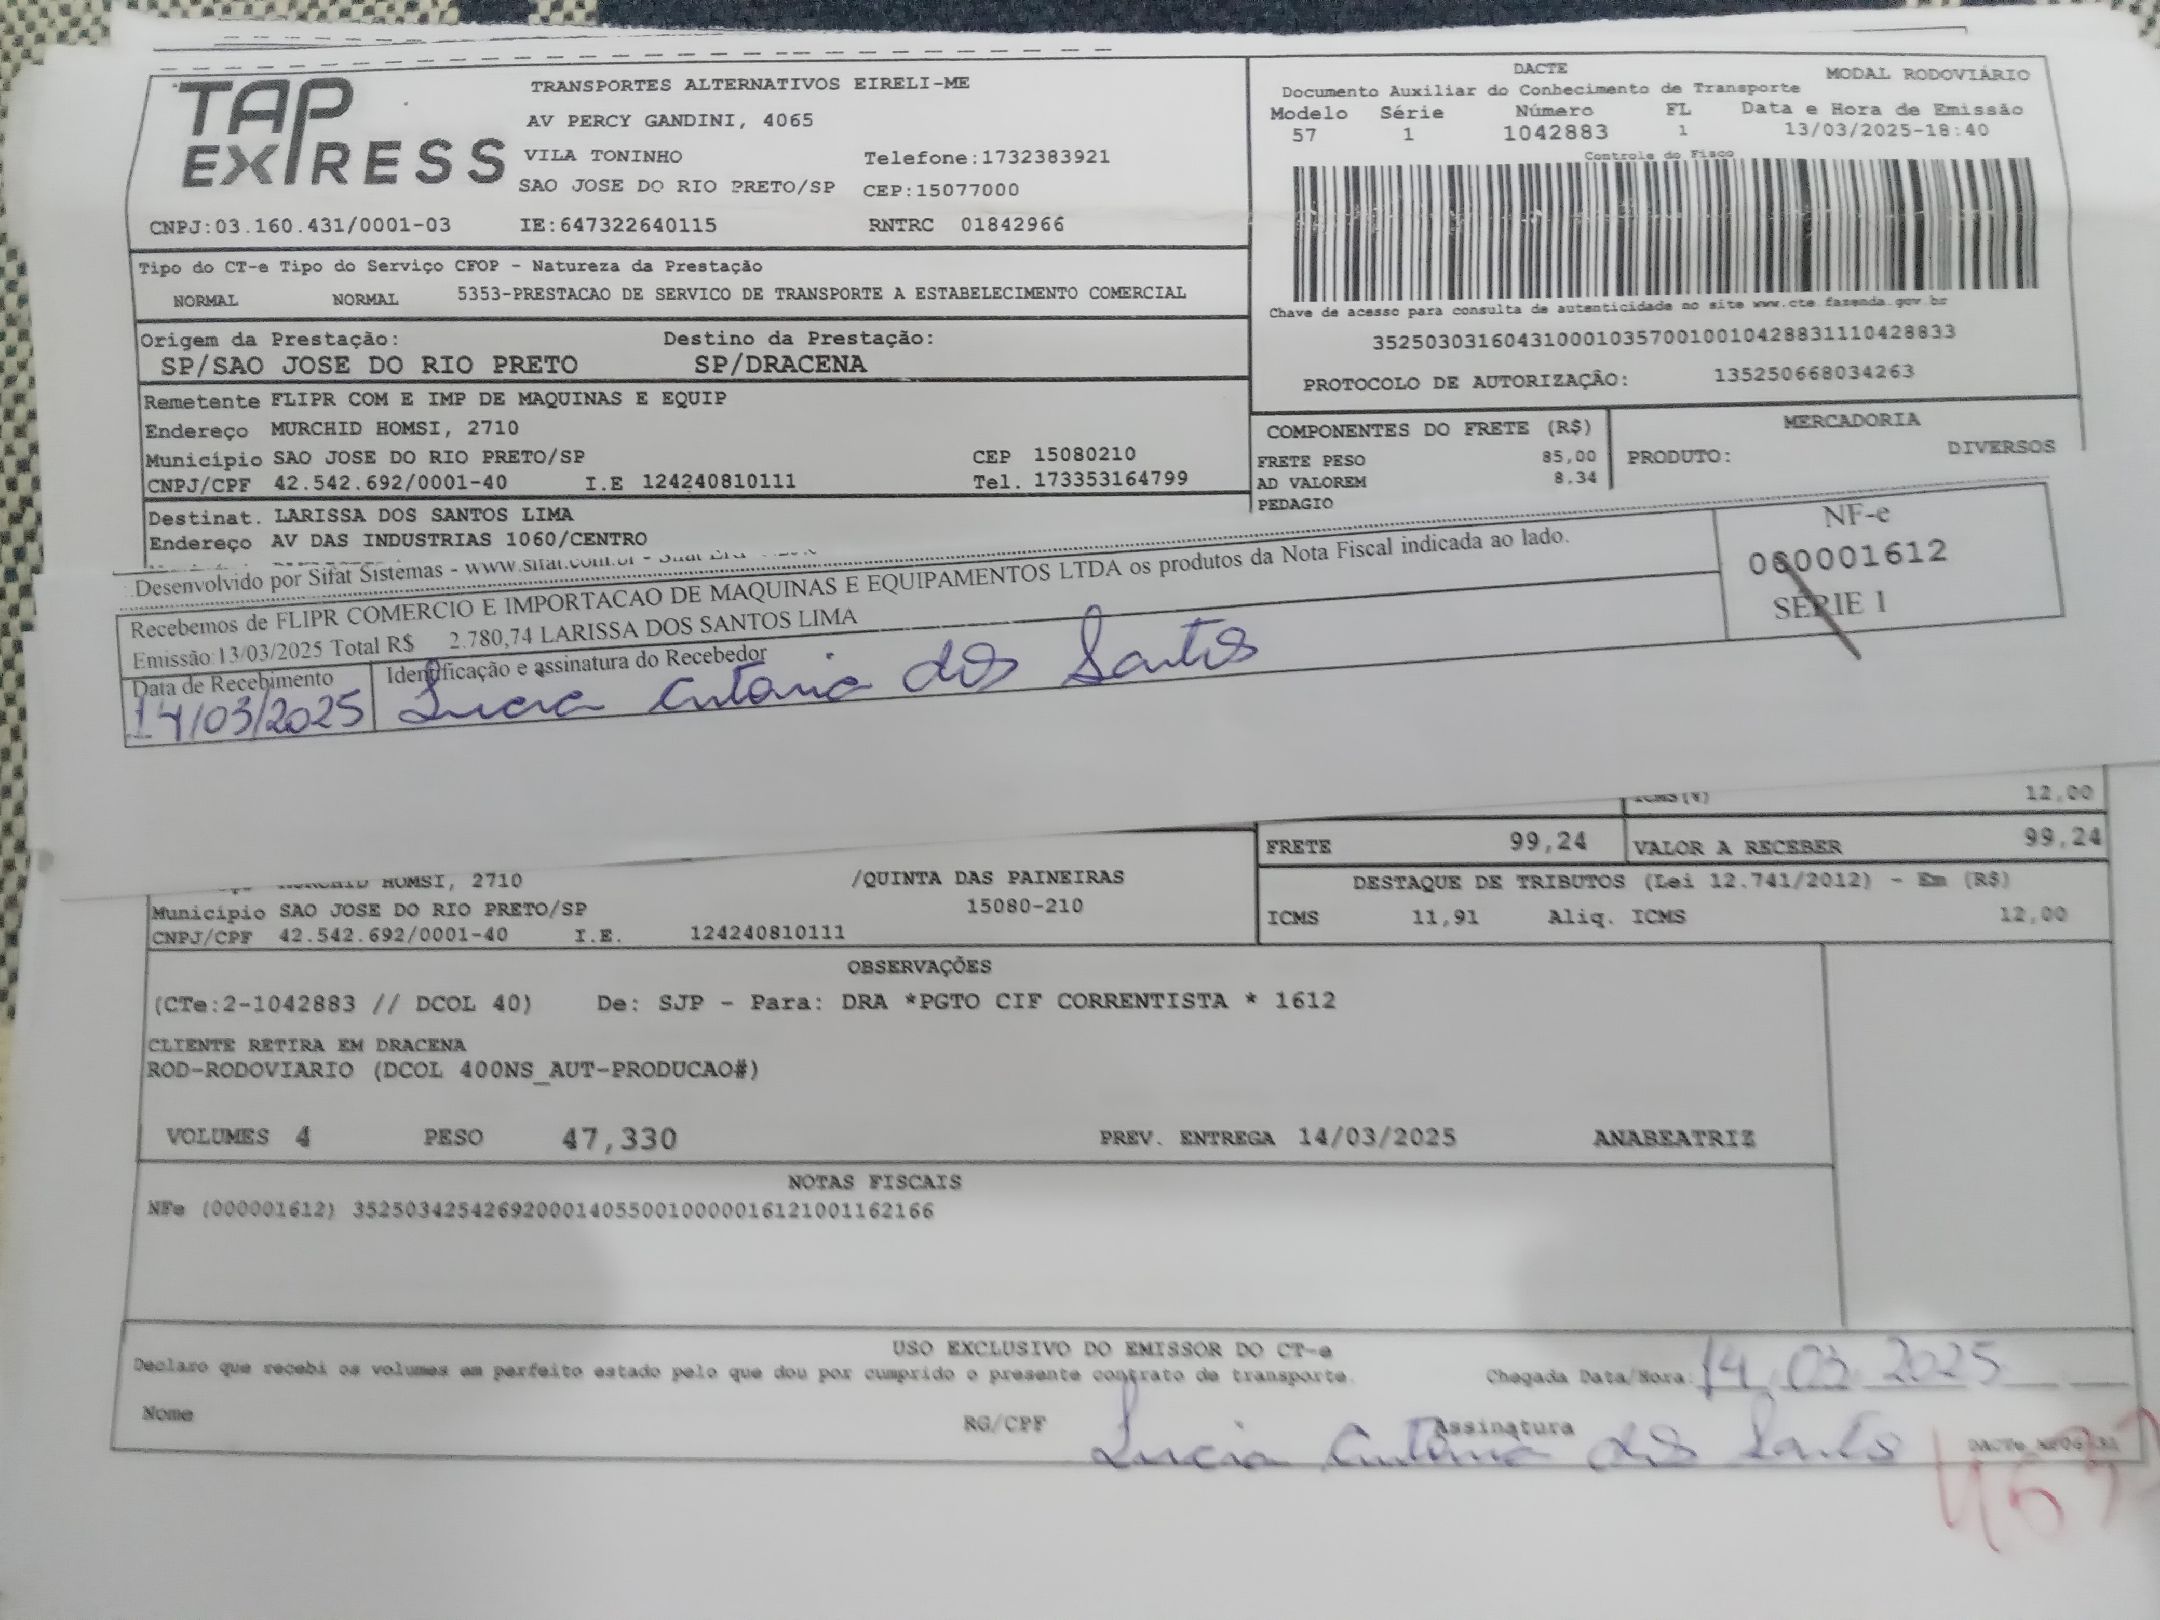 TAP EXPRESS
TRANSPORTES ALTERNATIVOS EIRELI-ME
AV PERCY GANDINI, 4065
VILA TONINHO Telefone:1732383921
SAO JOSE DO RIO PRETO/SP CEP:15077000
CNPJ:03.160.431/0001-03 IE:647322640115 RNTRC 01842966
DACTE MODAL RODOVIÁRIO
Documento Auxiliar do Conhecimento de Transporte
Modelo Série Número FL Data e Hora de Emissão
57 1 1042883 1 13/03/2025-18:40
Controle do Fisco
Chave de acesso para consulta de autenticidade no site www.cte.fazenda.gov.br
35250303160431000103570010010428831110428833
PROTOCOLO DE AUTORIZAÇÃO: 135250668034263
Tipo do CT-e Tipo do Serviço CFOP - Natureza da Prestação
NORMAL NORMAL 5353-PRESTACAO DE SERVICO DE TRANSPORTE A ESTABELECIMENTO COMERCIAL
Origem da Prestação: Destino da Prestação:
SP/SAO JOSE DO RIO PRETO SP/DRACENA
Remetente FLIPR COM E IMP DE MAQUINAS E EQUIP
Endereço MURCHID HOMSI, 2710
Município SAO JOSE DO RIO PRETO/SP CEP 15080210
CNPJ/CPF 42.542.692/0001-40 I.E 124240810111 Tel. 173353164799
COMPONENTES DO FRETE (R$) MERCADORIA
FRETE PESO 85,00 PRODUTO: DIVERSOS
AD VALOREM 8,34
PEDAGIO
Destinat. LARISSA DOS SANTOS LIMA
Endereço AV DAS INDUSTRIAS 1060/CENTRO
Desenvolvido por Sifat Sistemas - www.sifat.com.br -
Recebemos de FLIPR COMERCIO E IMPORTACAO DE MAQUINAS E EQUIPAMENTOS LTDA os produtos da Nota Fiscal indicada ao lado.
Emissão:13/03/2025 Total R$ 2.780,74 LARISSA DOS SANTOS LIMA
NF-e
000001612
SÉRIE 1
Data de Recebimento Identificação e assinatura do Recebedor
14/03/2025 Lucia Antonia dos Santos
ICMS(V) 12,00
FRETE 99,24 VALOR A RECEBER 99,24
MURCHID HOMSI, 2710 /QUINTA DAS PAINEIRAS
Município SAO JOSE DO RIO PRETO/SP 15080-210
CNPJ/CPF 42.542.692/0001-40 I.E. 124240810111
DESTAQUE DE TRIBUTOS (Lei 12.741/2012) - Em (R$)
ICMS 11,91 Aliq. ICMS 12,00
OBSERVAÇÕES
(CTe:2-1042883 // DCOL 40) De: SJP - Para: DRA *PGTO CIF CORRENTISTA * 1612
CLIENTE RETIRA EM DRACENA
ROD-RODOVIARIO (DCOL 400NS_AUT-PRODUCAO#)
VOLUMES 4 PESO 47,330 PREV. ENTREGA 14/03/2025 ANABEATRIZ
NOTAS FISCAIS
NFe (000001612) 35250342542692000140550010000016121001162166
USO EXCLUSIVO DO EMISSOR DO CT-e
Declaro que recebi os volumes em perfeito estado pelo que dou por cumprido o presente contrato de transporte. Chegada Data/Hora: 14 03 2025
Nome RG/CPF Assinatura
Lucia Antonia dos Santos